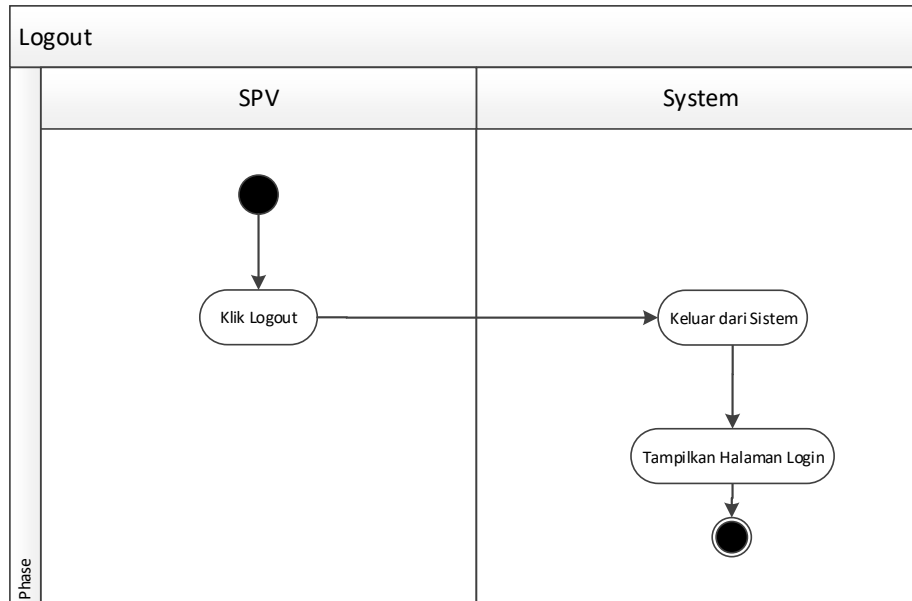 Logout
SPV
System
Klik Logout
Keluar dari Sistem
Tampilkan Halaman Login
Phase